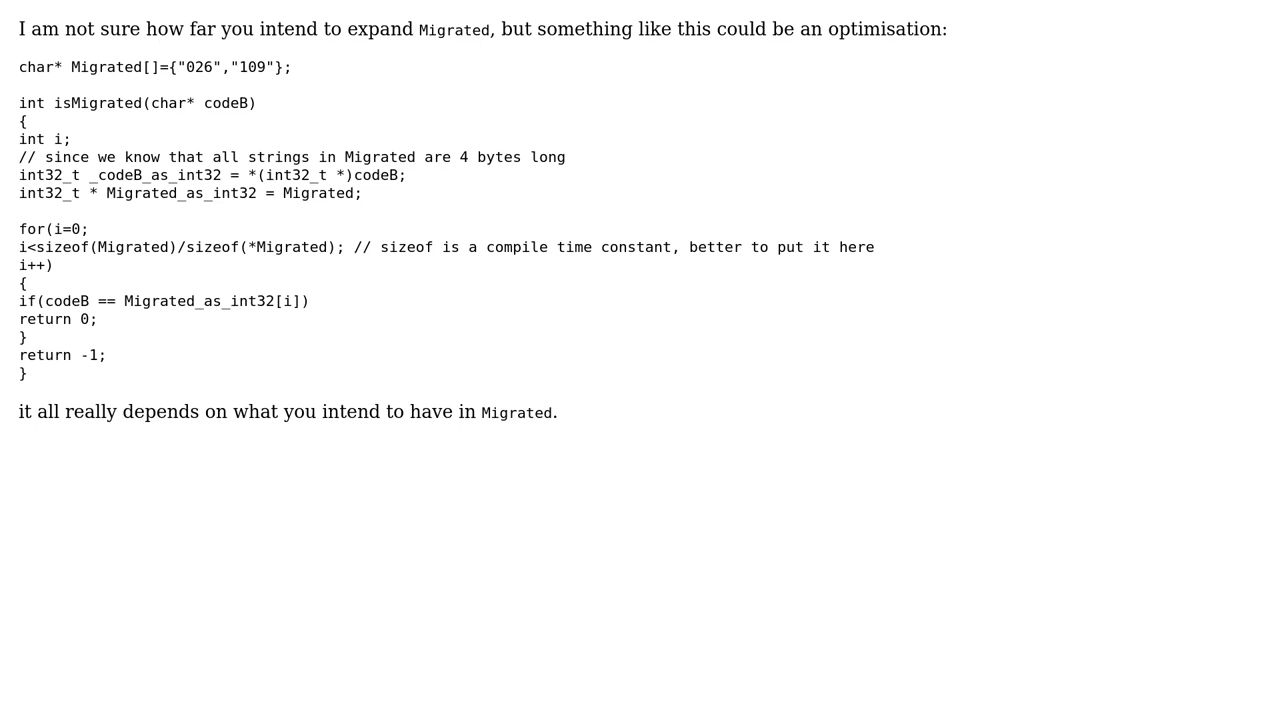 I am not sure how far you intend to expand Migrated, but something like this could be an optimisation:
char* Migrated[]={"026","109"};
int isMigrated(char* codeB)
{
int i;
// since we know that all strings in Migrated are 4 bytes long
int32_t _codeB_as_int32 = *(int32_t *)codeB;
int32_t * Migrated_as_int32 = Migrated;
for(i=0;
i<sizeof(Migrated)/sizeof(*Migrated); // sizeof is a compile time constant, better to put it here
i++)
{
if(codeB == Migrated_as_int32[i])
return 0;
}
return -1;
}
it all really depends on what you intend to have in Migrated.